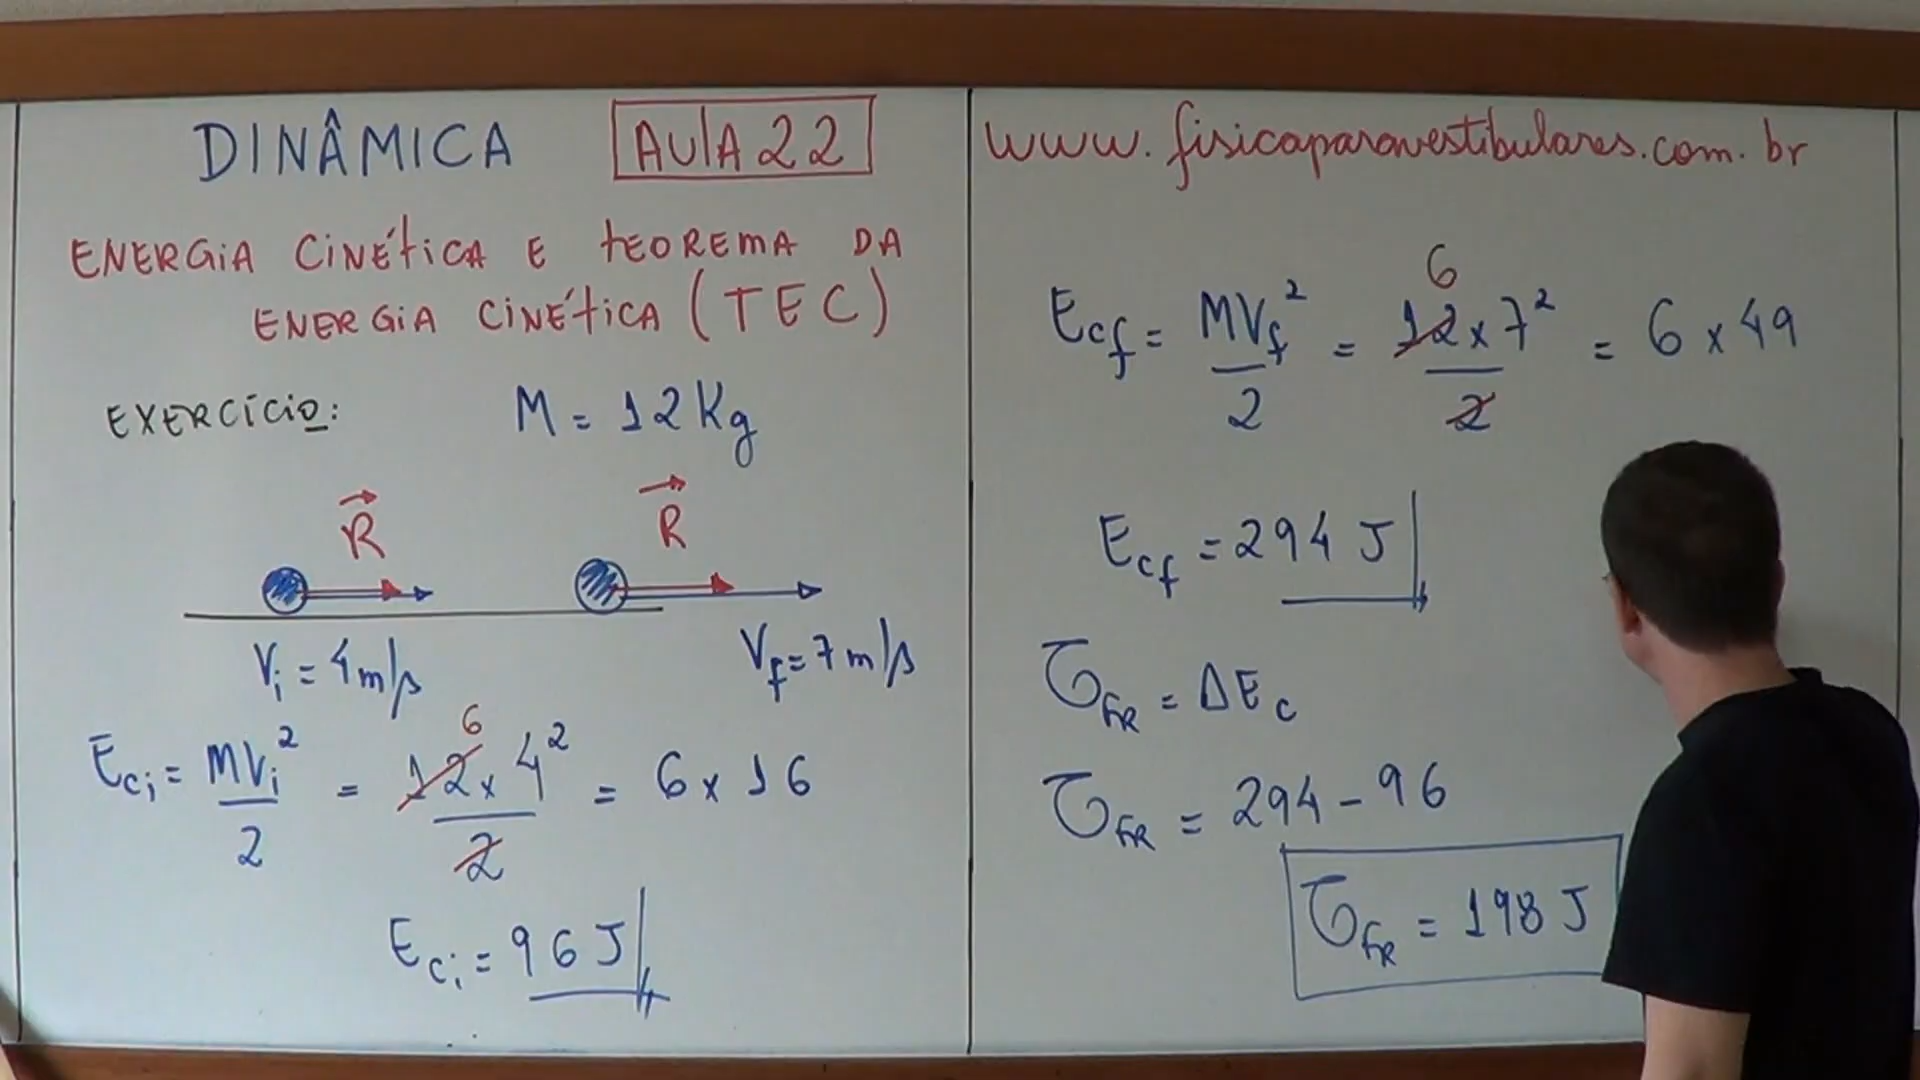 DINÂMICA AULA 22
ENERGIA CINÉTICA E TEOREMA DA
ENERGIA CINÉTICA (TEC)
EXERCÍCIO: M = 12 Kg
R R
Vi = 4 m/s Vf = 7 m/s
Eci = MVi² / 2 = 12 x 4² / 2 = 6 x 16
6
Eci = 96 J
www.fisicaparavestibulares.com.br
6
Ecf = MVf² / 2 = 12 x 7² / 2 = 6 x 49
Ecf = 294 J
τFR = ΔEc
τFR = 294 - 96
τFR = 198 J